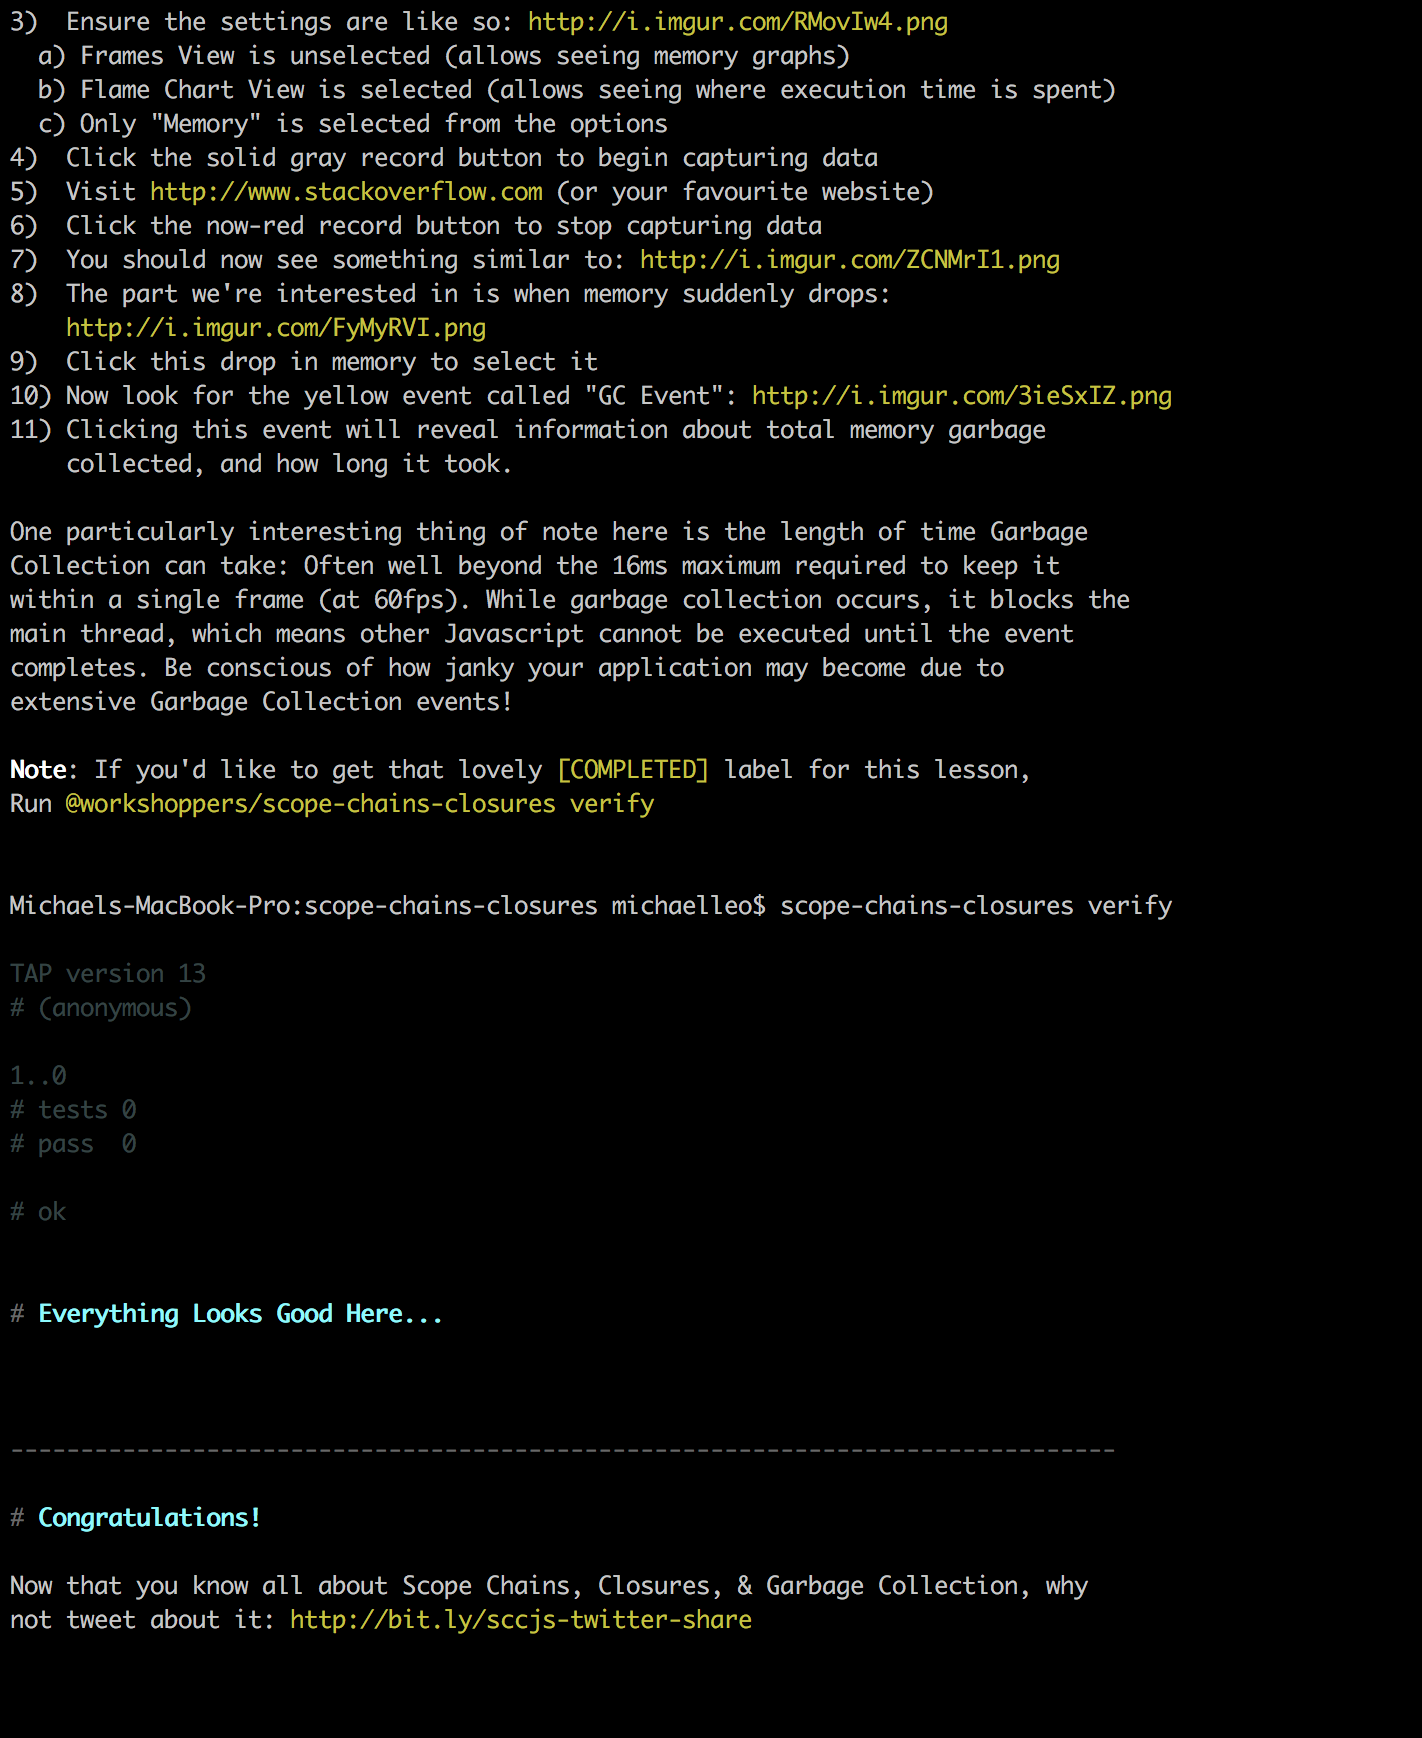 3)  Ensure the settings are like so: http://i.imgur.com/RMovIw4.png
  a) Frames View is unselected (allows seeing memory graphs)
  b) Flame Chart View is selected (allows seeing where execution time is spent)
  c) Only "Memory" is selected from the options
4)  Click the solid gray record button to begin capturing data
5)  Visit http://www.stackoverflow.com (or your favourite website)
6)  Click the now-red record button to stop capturing data
7)  You should now see something similar to: http://i.imgur.com/ZCNMrI1.png
8)  The part we're interested in is when memory suddenly drops:
    http://i.imgur.com/FyMyRVI.png
9)  Click this drop in memory to select it
10) Now look for the yellow event called "GC Event": http://i.imgur.com/3ieSxIZ.png
11) Clicking this event will reveal information about total memory garbage
    collected, and how long it took.

One particularly interesting thing of note here is the length of time Garbage
Collection can take: Often well beyond the 16ms maximum required to keep it
within a single frame (at 60fps). While garbage collection occurs, it blocks the
main thread, which means other Javascript cannot be executed until the event
completes. Be conscious of how janky your application may become due to
extensive Garbage Collection events!

Note: If you'd like to get that lovely [COMPLETED] label for this lesson,
Run @workshoppers/scope-chains-closures verify

Michaels-MacBook-Pro:scope-chains-closures michaelleo$ scope-chains-closures verify

TAP version 13
# (anonymous)

1..0
# tests 0
# pass  0

# ok

# Everything Looks Good Here...

-------------------------------------------------------------------------------

# Congratulations!

Now that you know all about Scope Chains, Closures, & Garbage Collection, why
not tweet about it: http://bit.ly/sccjs-twitter-share